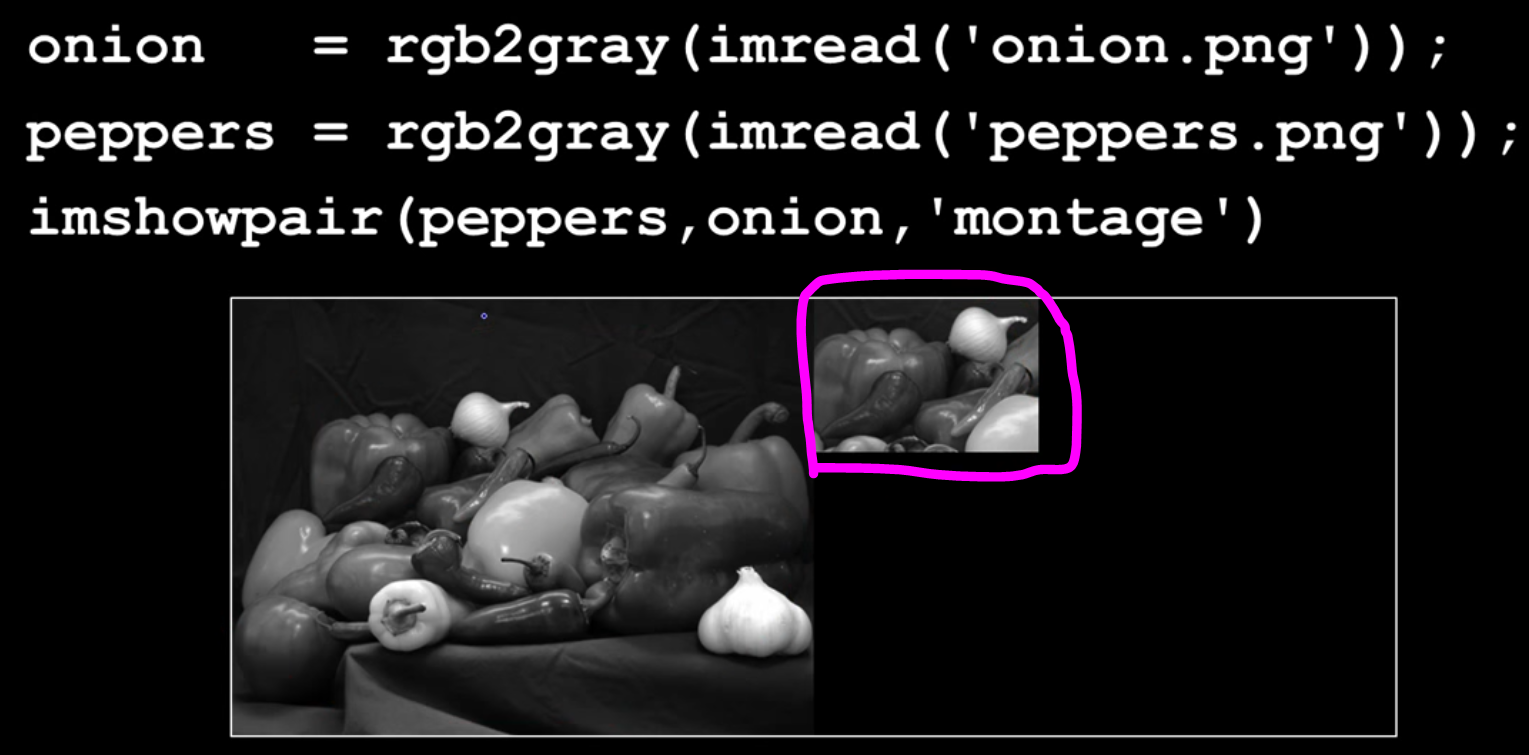 onion   = rgb2gray(imread('onion.png'));
peppers = rgb2gray(imread('peppers.png'));
imshowpair(peppers,onion,'montage')